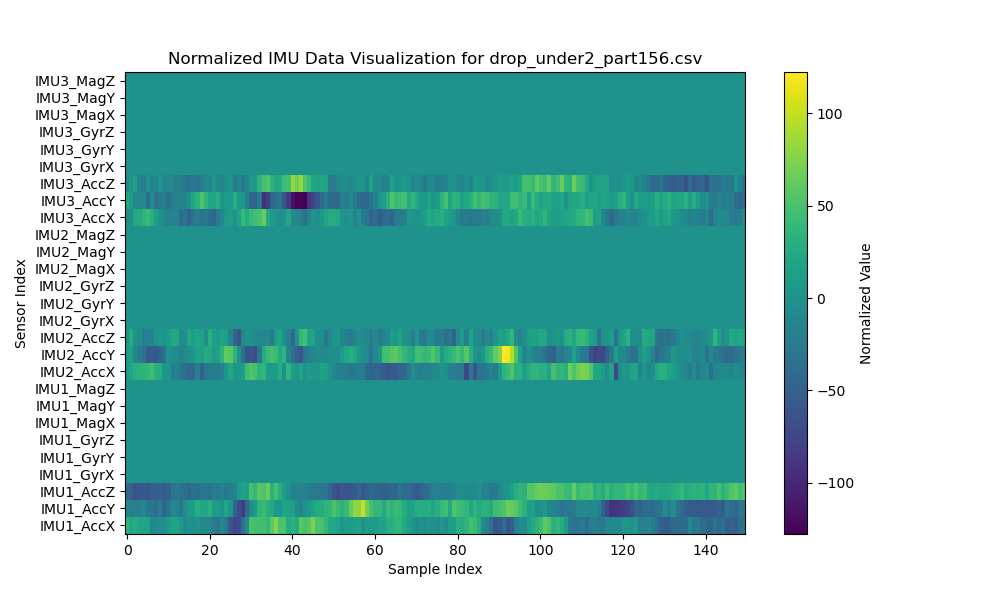 Normalized IMU Data Visualization for drop_under2_part156.csv
IMU3_MagZ
IMU3_MagY
IMU3_MagX
IMU3_GyrZ
IMU3_GyrY
IMU3_GyrX
IMU3_AccZ
IMU3_AccY
IMU3_AccX
IMU2_MagZ
IMU2_MagY
IMU2_MagX
IMU2_GyrZ
IMU2_GyrY
IMU2_GyrX
IMU2_AccZ
IMU2_AccY
IMU2_AccX
IMU1_MagZ
IMU1_MagY
IMU1_MagX
IMU1_GyrZ
IMU1_GyrY
IMU1_GyrX
IMU1_AccZ
IMU1_AccY
IMU1_AccX
Sensor Index
0 20 40 60 80 100 120 140
Sample Index
100
50
0
−50
−100
Normalized Value